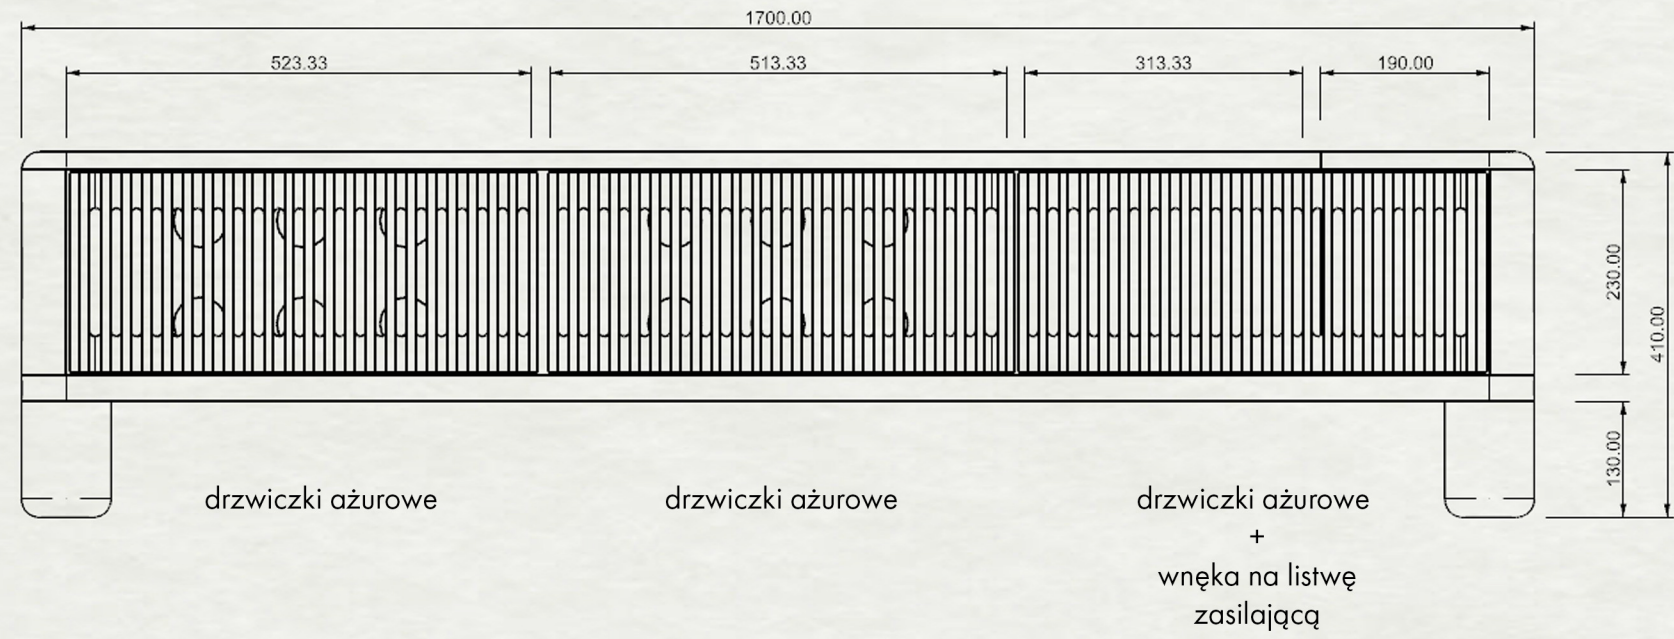 1700.00
523.33
513.33
313.33
190.00
230.00
410.00
130.00
drzwiczki ażurowe
drzwiczki ażurowe
drzwiczki ażurowe
+
wnęka na listwę
zasilającą